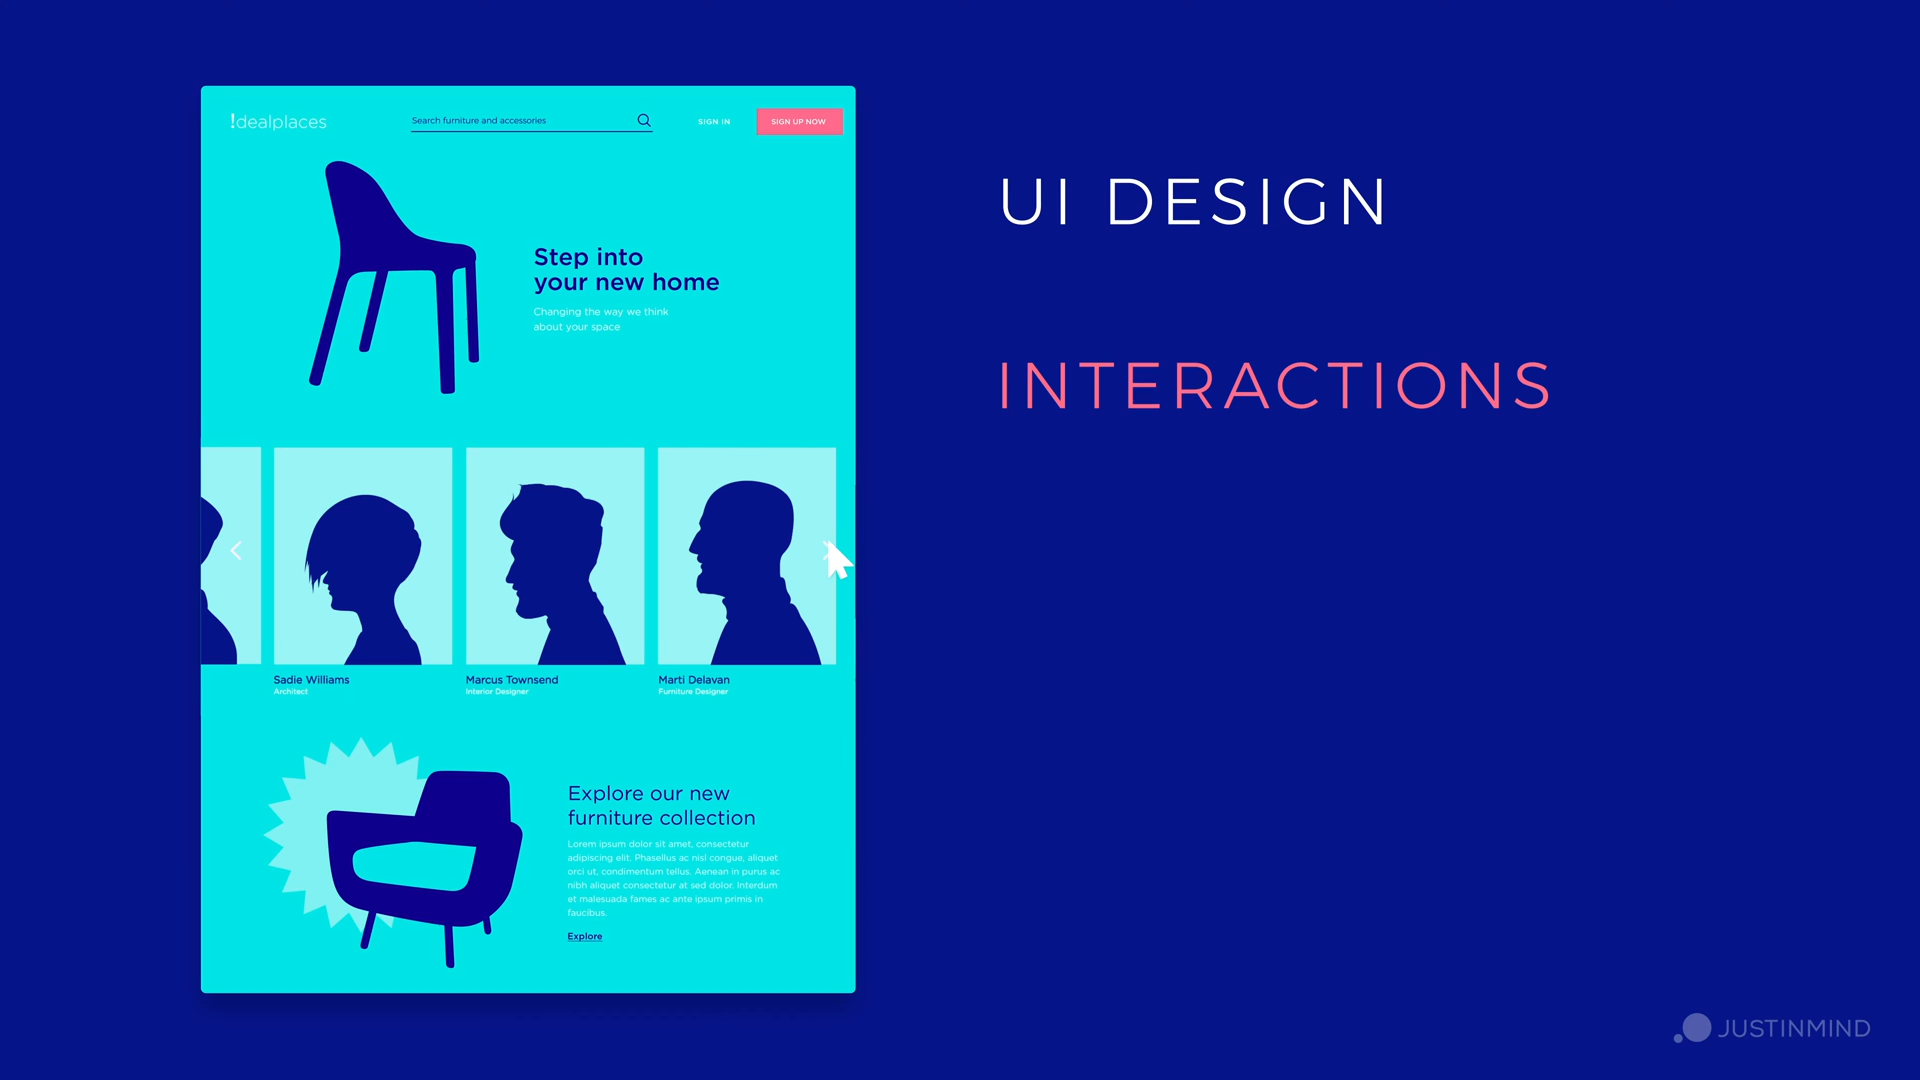 !dealplaces
Search furniture and accessories
SIGN IN
SIGN UP NOW
Step into
your new home
Changing the way we think
about your space
Sadie Williams
Architect
Marcus Townsend
Interior Designer
Marti Delavan
Furniture Designer
Explore our new
furniture collection
Lorem ipsum dolor sit amet, consectetur
adipiscing elit. Phasellus ac nisl congue, aliquet
orci ut, condimentum tellus. Aenean in purus ac
nibh aliquet consectetur at sed dolor. Interdum
et malesuada fames ac ante ipsum primis in
faucibus.
Explore
UI DESIGN
INTERACTIONS
JUSTINMIND